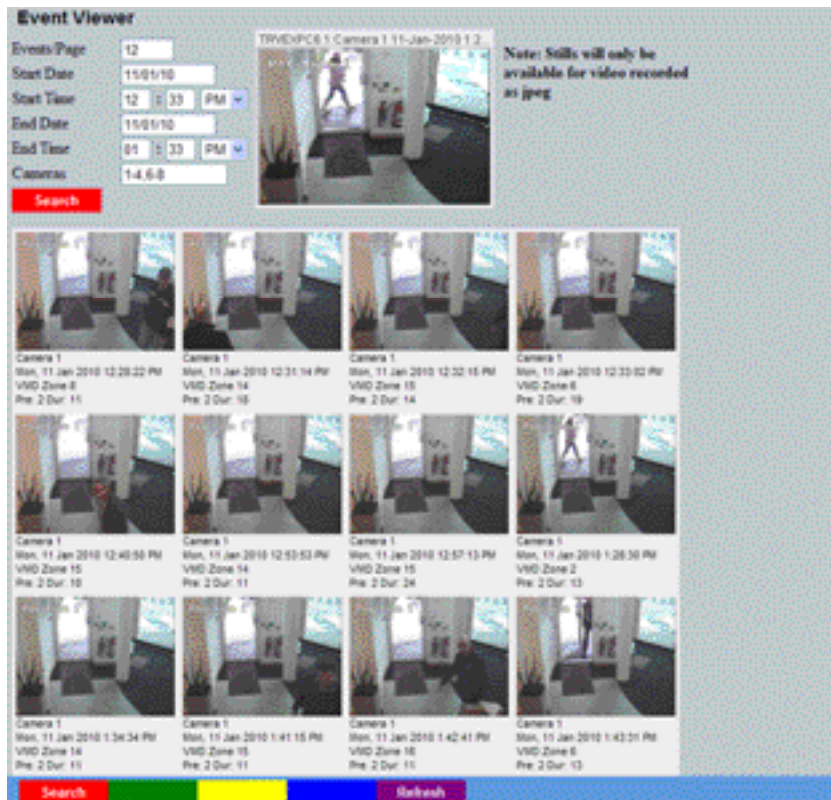 Event Viewer
Events/Page 12
Start Date 11/01/10
Start Time 12 : 33 PM
End Date 11/01/10
End Time 01 : 33 PM
Cameras 1-4,6-8
Search
Camera 1 11-Jan-2010 1:2
Note: Stills will only be
available for video recorded
as jpeg
Camera 1
Mon, 11 Jan 2010 12:28:22 PM
VMD Zone 8
Pre: 2 Dur: 11
Camera 1
Mon, 11 Jan 2010 12:31:14 PM
VMD Zone 14
Pre: 2 Dur: 18
Camera 1
Mon, 11 Jan 2010 12:32:15 PM
VMD Zone 15
Pre: 2 Dur: 14
Camera 1
Mon, 11 Jan 2010 12:33:02 PM
VMD Zone 6
Pre: 2 Dur: 19
Camera 1
Mon, 11 Jan 2010 12:40:58 PM
VMD Zone 15
Pre: 2 Dur: 10
Camera 1
Mon, 11 Jan 2010 12:53:53 PM
VMD Zone 14
Pre: 2 Dur: 11
Camera 1
Mon, 11 Jan 2010 12:57:13 PM
VMD Zone 15
Pre: 2 Dur: 24
Camera 1
Mon, 11 Jan 2010 1:28:30 PM
VMD Zone 2
Pre: 2 Dur: 13
Camera 1
Mon, 11 Jan 2010 1:34:34 PM
VMD Zone 14
Pre: 2 Dur: 11
Camera 1
Mon, 11 Jan 2010 1:41:15 PM
VMD Zone 15
Pre: 2 Dur: 11
Camera 1
Mon, 11 Jan 2010 1:42:41 PM
VMD Zone 16
Pre: 2 Dur: 11
Camera 1
Mon, 11 Jan 2010 1:43:31 PM
VMD Zone 6
Pre: 2 Dur: 13
Search
Refresh